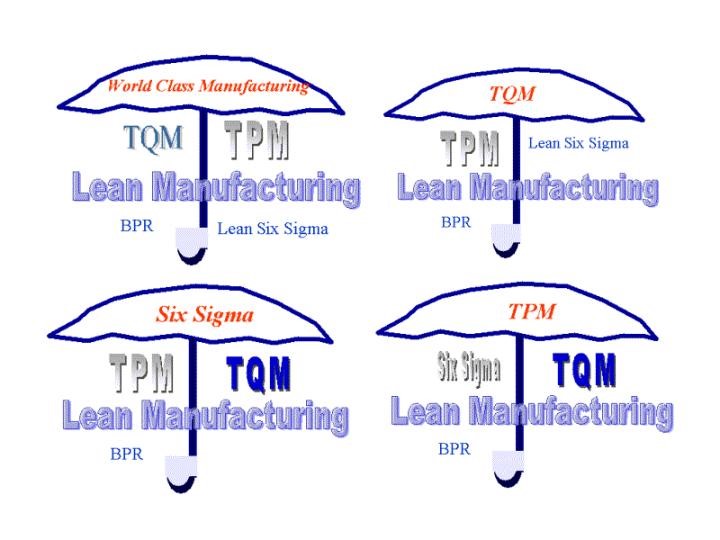 World Class Manufacturing
TQM TPM
Lean Manufacturing
BPR Lean Six Sigma
TQM
TPM Lean Six Sigma
Lean Manufacturing
BPR
Six Sigma
TPM TQM
Lean Manufacturing
BPR
TPM
Six Sigma TQM
Lean Manufacturing
BPR